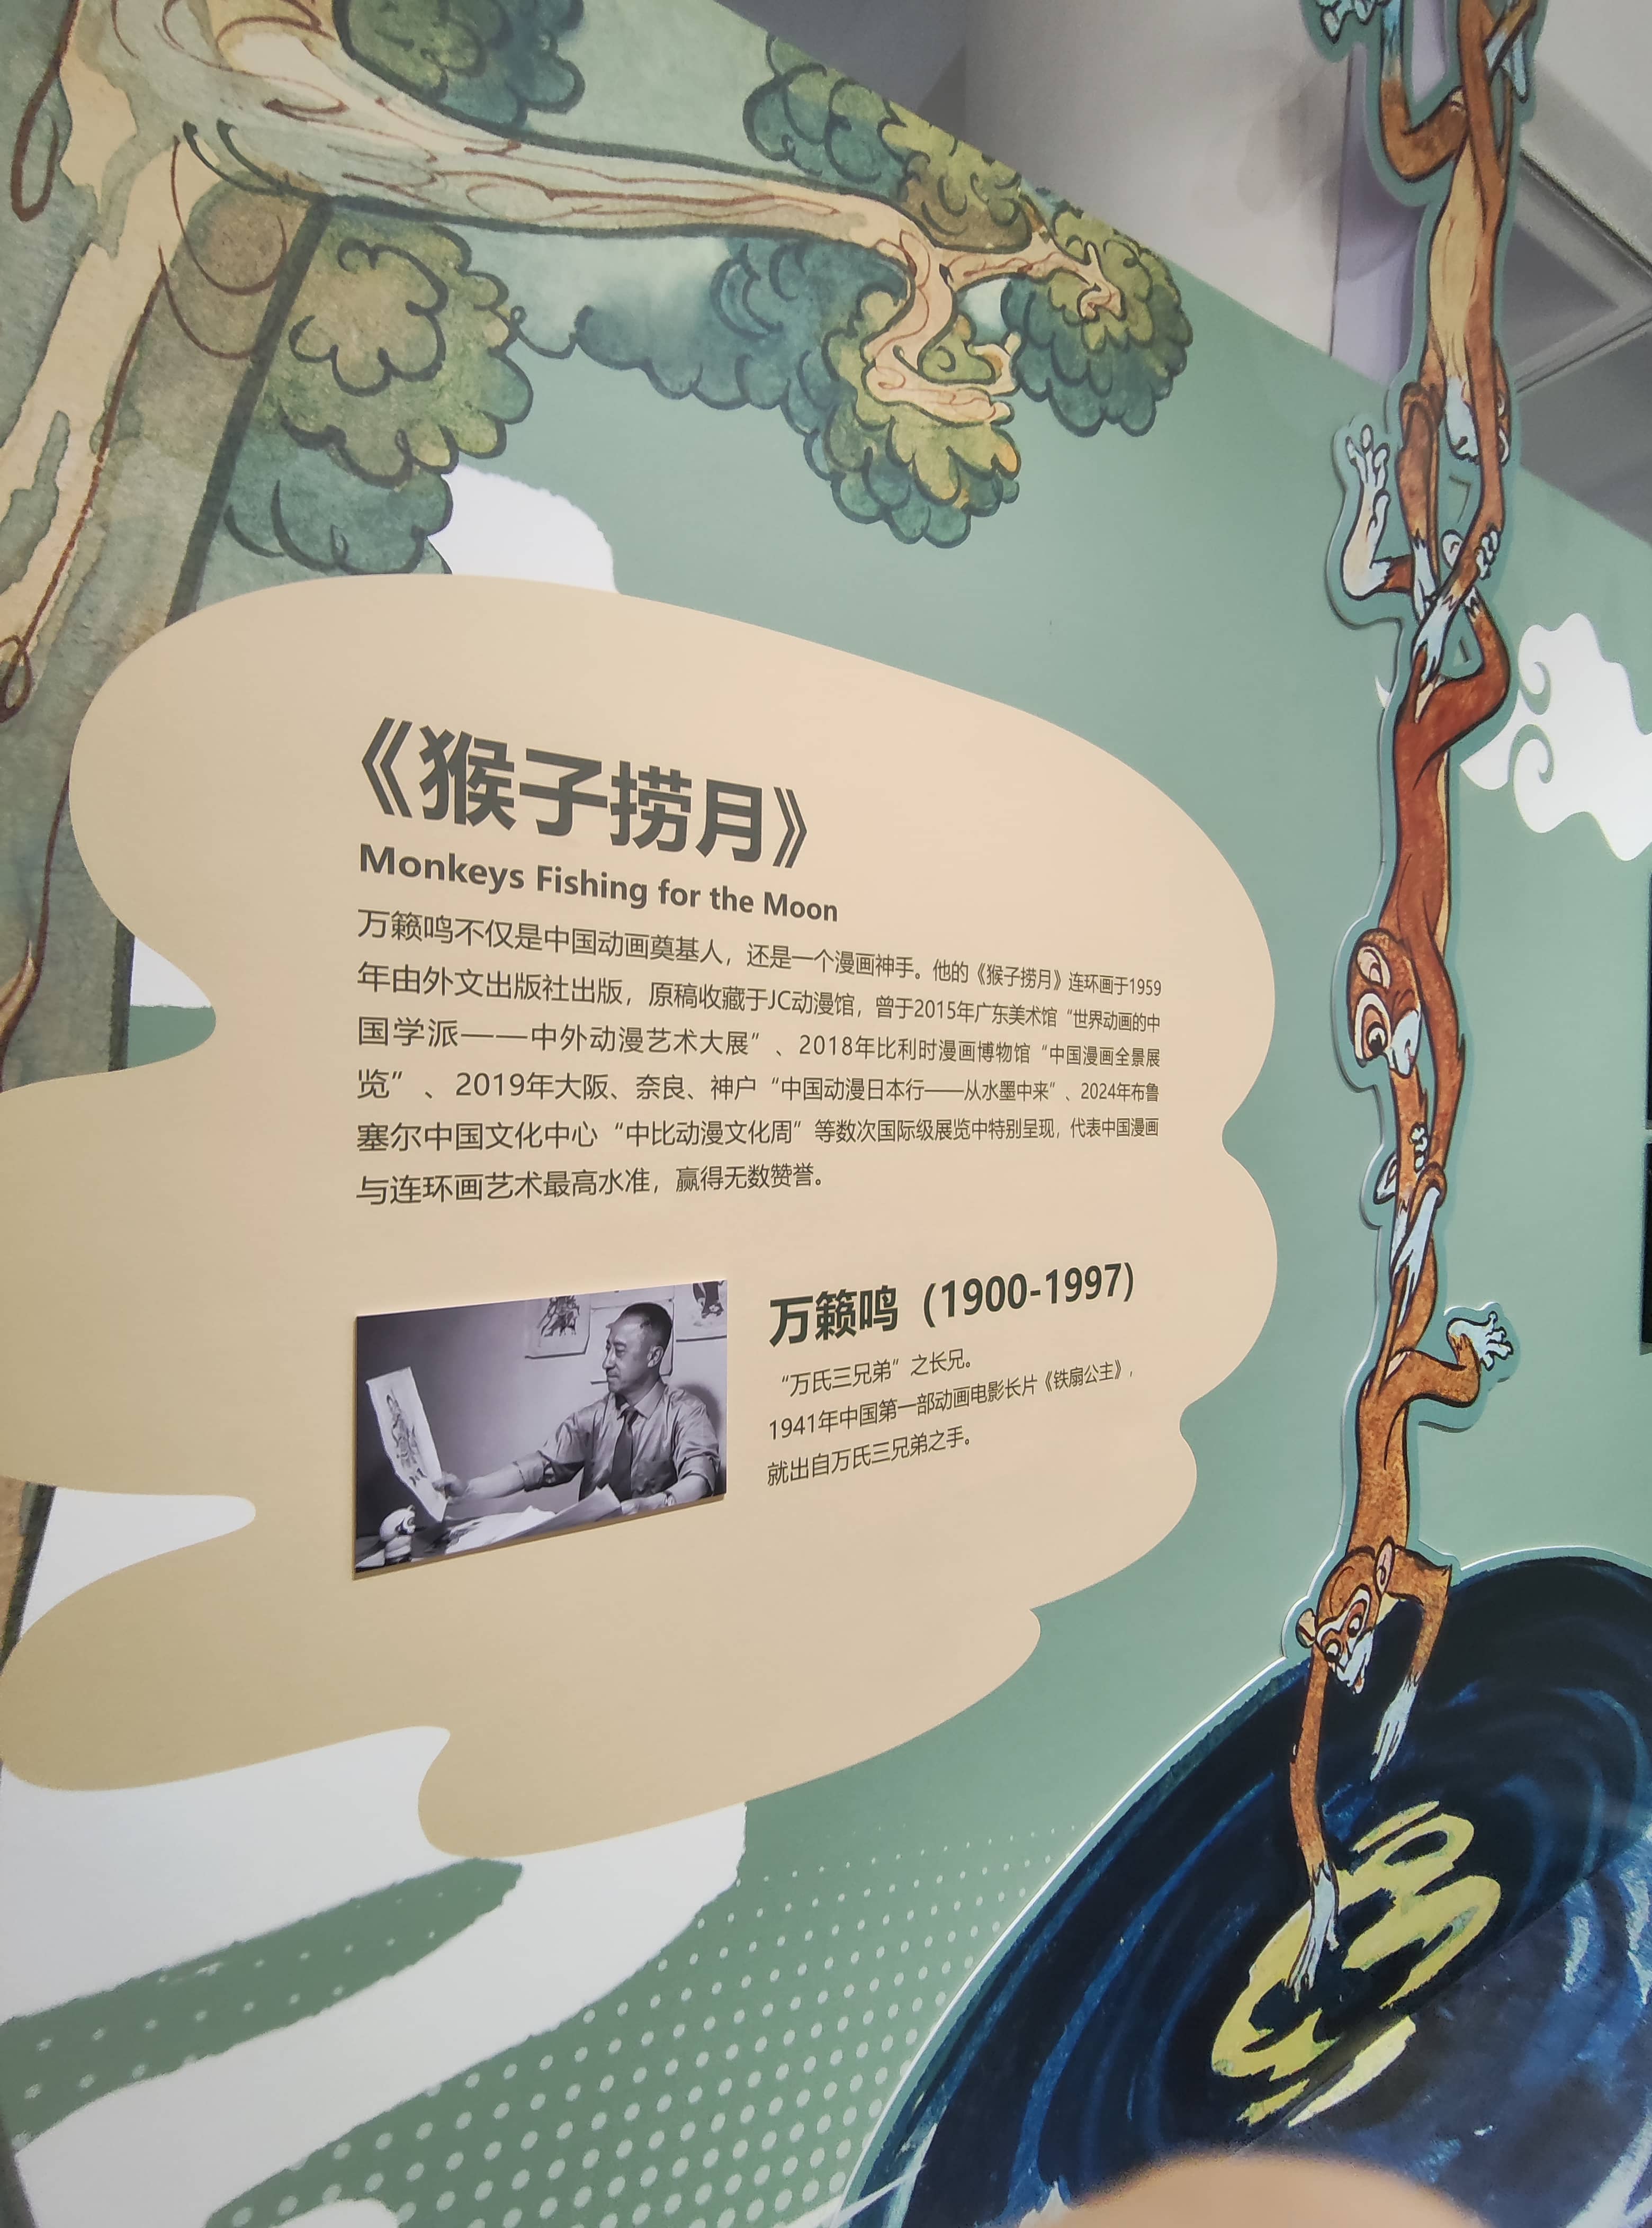 《猴子捞月》
Monkeys Fishing for the Moon
万籁鸣不仅是中国动画奠基人，还是一个漫画神手。他的《猴子捞月》连环画于1959
年由外文出版社出版，原稿收藏于JC动漫馆，曾于2015年广东美术馆“世界动画的中
国学派——中外动漫艺术大展”、2018年比利时漫画博物馆“中国漫画全景展
览”、2019年大阪、奈良、神户“中国动漫日本行——从水墨中来”、2024年布鲁
塞尔中国文化中心“中比动漫文化周”等数次国际级展览中特别呈现，代表中国漫画
与连环画艺术最高水准，赢得无数赞誉。
万籁鸣（1900-1997）
“万氏三兄弟”之长兄。
1941年中国第一部动画电影长片《铁扇公主》，
就出自万氏三兄弟之手。